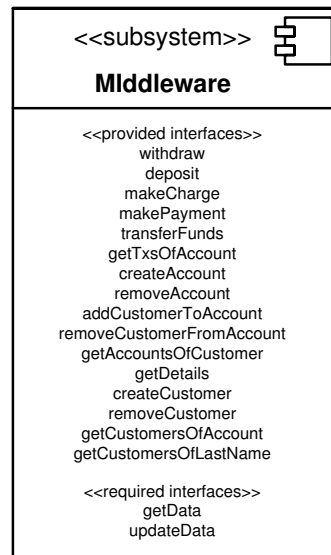 <<subsystem>>
MIddleware
<<provided interfaces>>
withdraw
deposit
makeCharge
makePayment
transferFunds
getTxsOfAccount
createAccount
removeAccount
addCustomerToAccount
removeCustomerFromAccount
getAccountsOfCustomer
getDetails
createCustomer
removeCustomer
getCustomersOfAccount
getCustomersOfLastName
<<required interfaces>>
getData
updateData